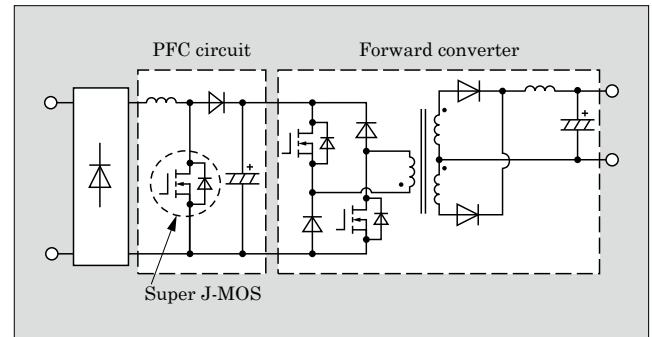 PFC circuit
Forward converter
+
+
Super J-MOS